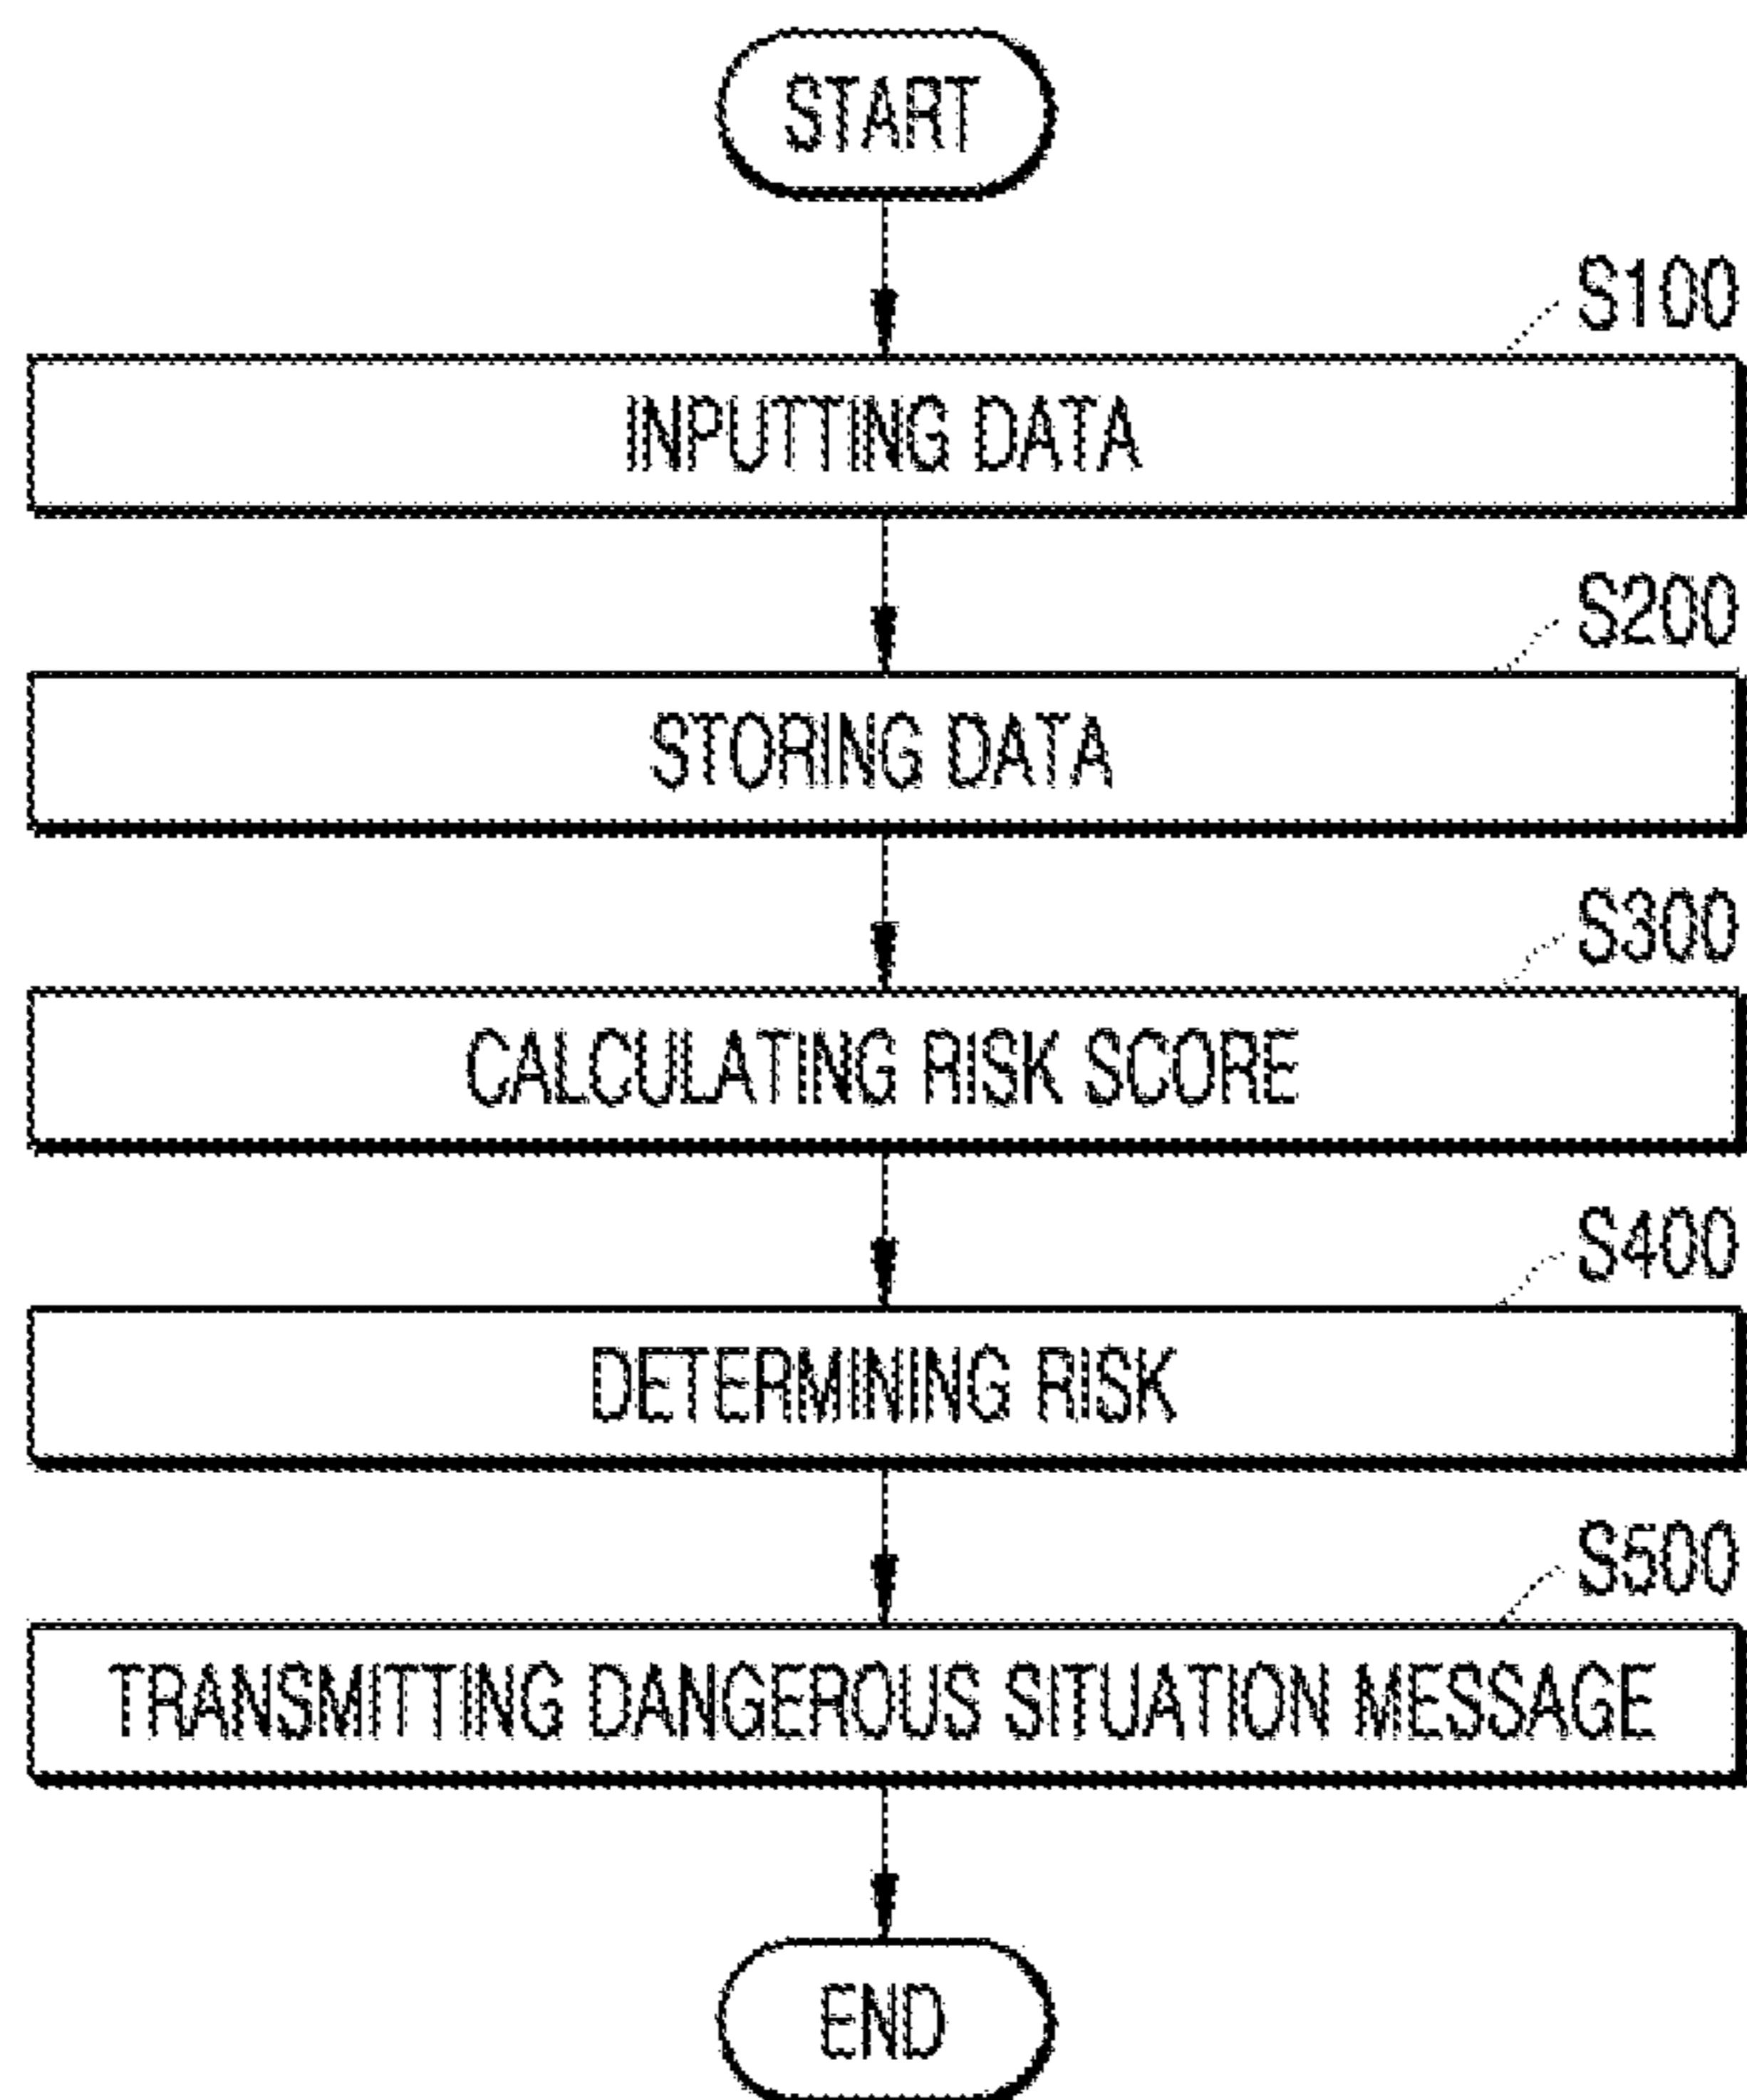 START
S100
INPUTTING DATA
S200
STORING DATA
S300
CALCULATING RISK SCORE
S400
DETERMINING RISK
S500
TRANSMITTING DANGEROUS SITUATION MESSAGE
END